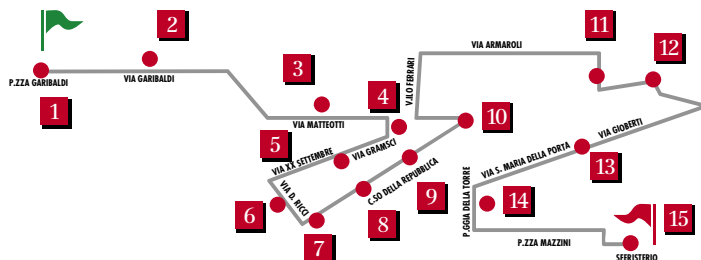 1
P.ZZA GARIBALDI
2
VIA GARIBALDI
3
VIA MATTEOTTI
4
VIA GRAMSCI
5
VIA XX SETTEMBRE
6
VIA D. RICCI
7
8
C.SO DELLA REPUBBLICA
9
10
V.LO FERRARI
VIA ARMAROLI
11
12
VIA GIOBERTI
13
VIA S. MARIA DELLA PORTA
14
P.GGIA DELLA TORRE
P.ZZA MAZZINI
15
SFERISTERIO